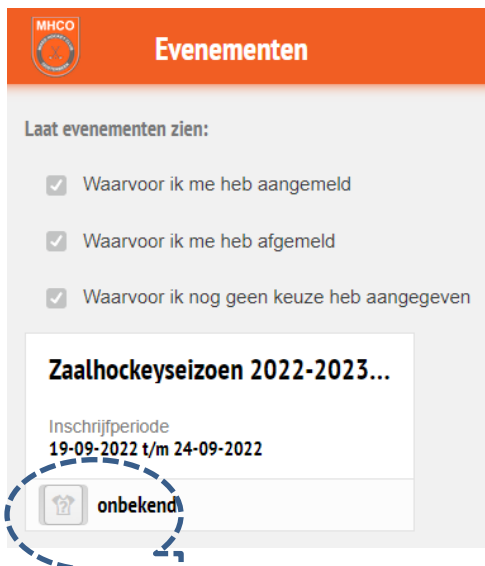 MHCO
Evenementen
Laat evenementen zien:
Waarvoor ik me heb aangemeld
Waarvoor ik me heb afgemeld
Waarvoor ik nog geen keuze heb aangegeven
Zaalhockeyseizoen 2022-2023...
Inschrijfperiode
19-09-2022 t/m 24-09-2022
? onbekend